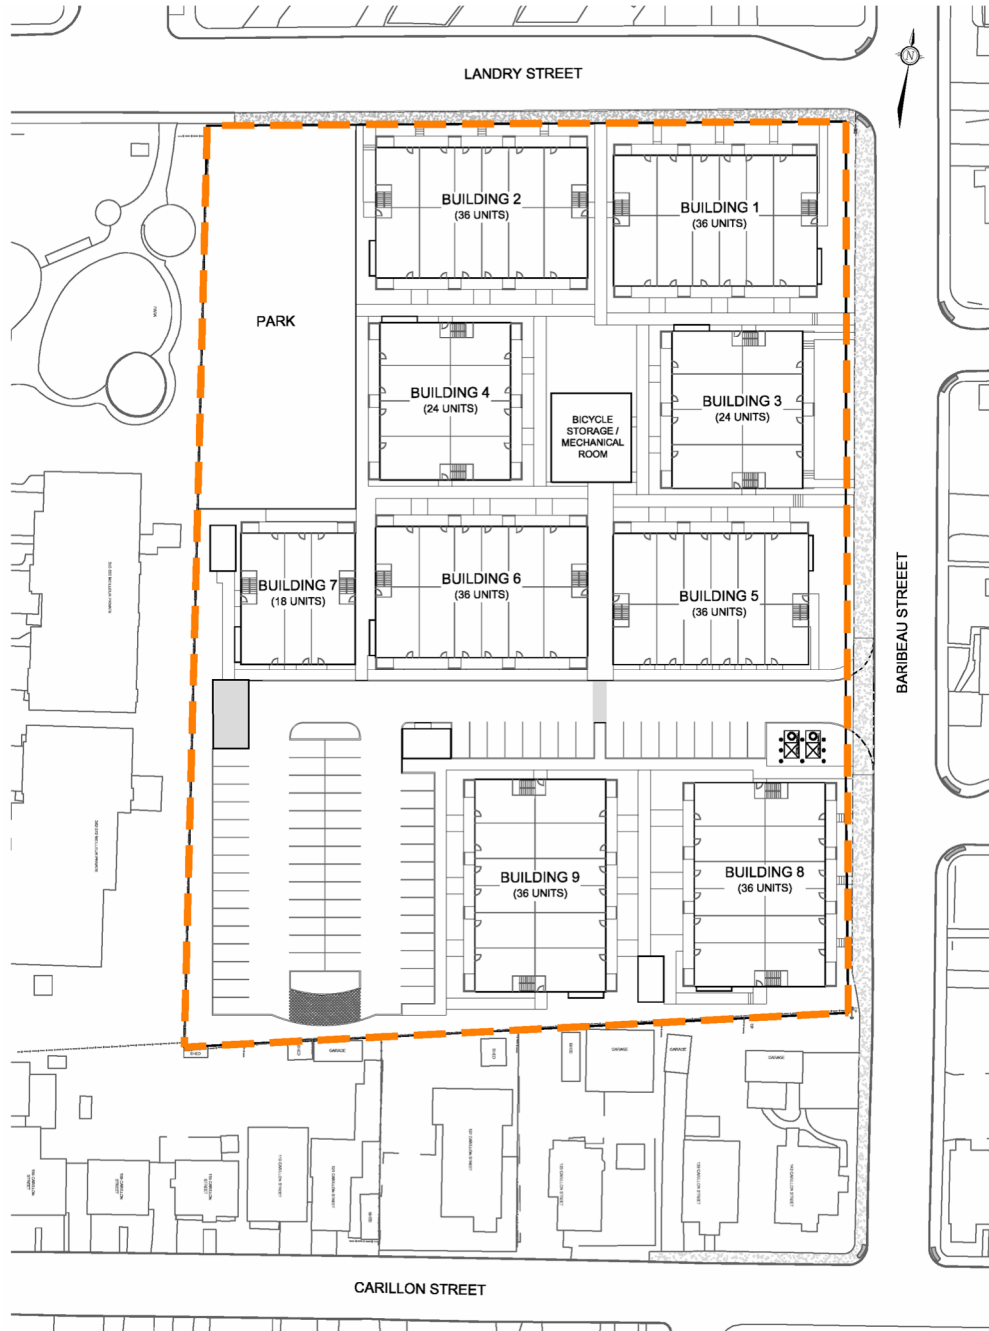 LANDRY STREET
N
BUILDING 2
(36 UNITS)
BUILDING 1
(36 UNITS)
PARK
PARK
BUILDING 4
(24 UNITS)
BUILDING 3
(24 UNITS)
BICYCLE
STORAGE /
MECHANICAL
ROOM
BUILDING 7
(18 UNITS)
BUILDING 6
(36 UNITS)
BUILDING 5
(36 UNITS)
BARIBEAU STREEET
BUILDING 9
(36 UNITS)
BUILDING 8
(36 UNITS)
GARAGE
GARAGE
GARAGE
GARAGE
CARILLON STREET